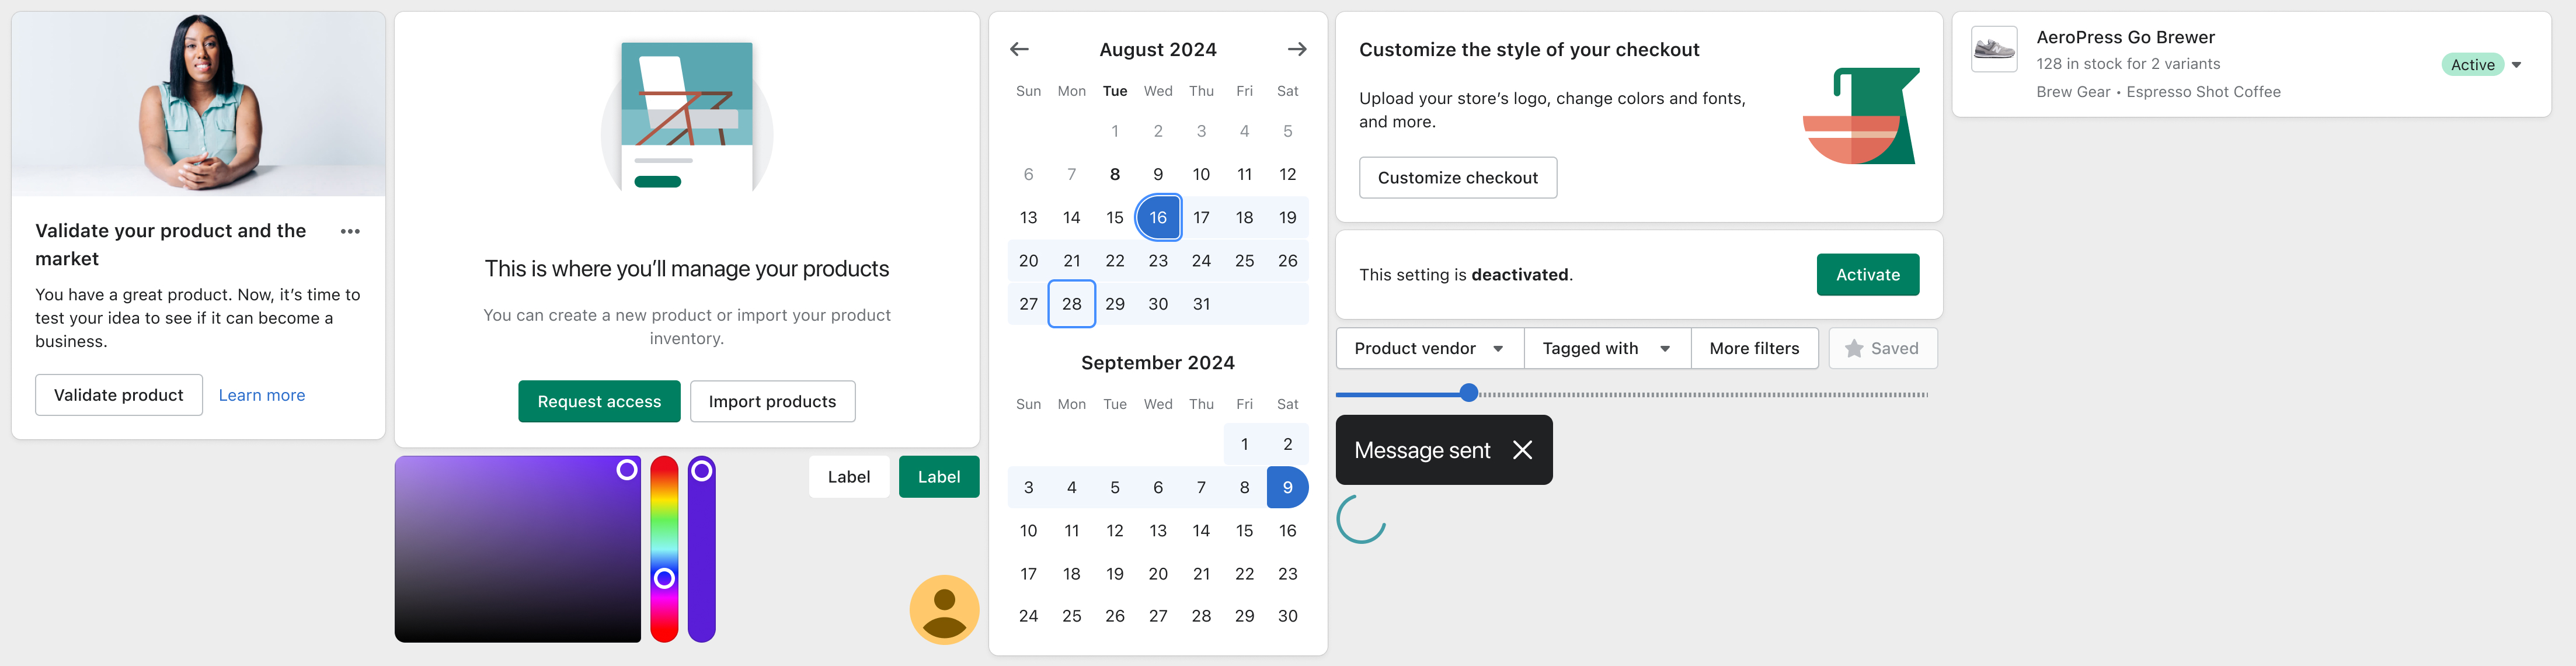 Validate your product and the
market
You have a great product. Now, it’s time to
test your idea to see if it can become a
business.
Validate product
Learn more
This is where you’ll manage your products
You can create a new product or import your product
inventory.
Request access
Import products
Label
Label
August 2024
Sun Mon Tue Wed Thu Fri Sat
1 2 3 4 5
6 7 8 9 10 11 12
13 14 15 16 17 18 19
20 21 22 23 24 25 26
27 28 29 30 31
September 2024
Sun Mon Tue Wed Thu Fri Sat
1 2
3 4 5 6 7 8 9
10 11 12 13 14 15 16
17 18 19 20 21 22 23
24 25 26 27 28 29 30
Customize the style of your checkout
Upload your store’s logo, change colors and fonts,
and more.
Customize checkout
This setting is deactivated.
Activate
Product vendor
Tagged with
More filters
Saved
Message sent
AeroPress Go Brewer
128 in stock for 2 variants
Brew Gear • Espresso Shot Coffee
Active